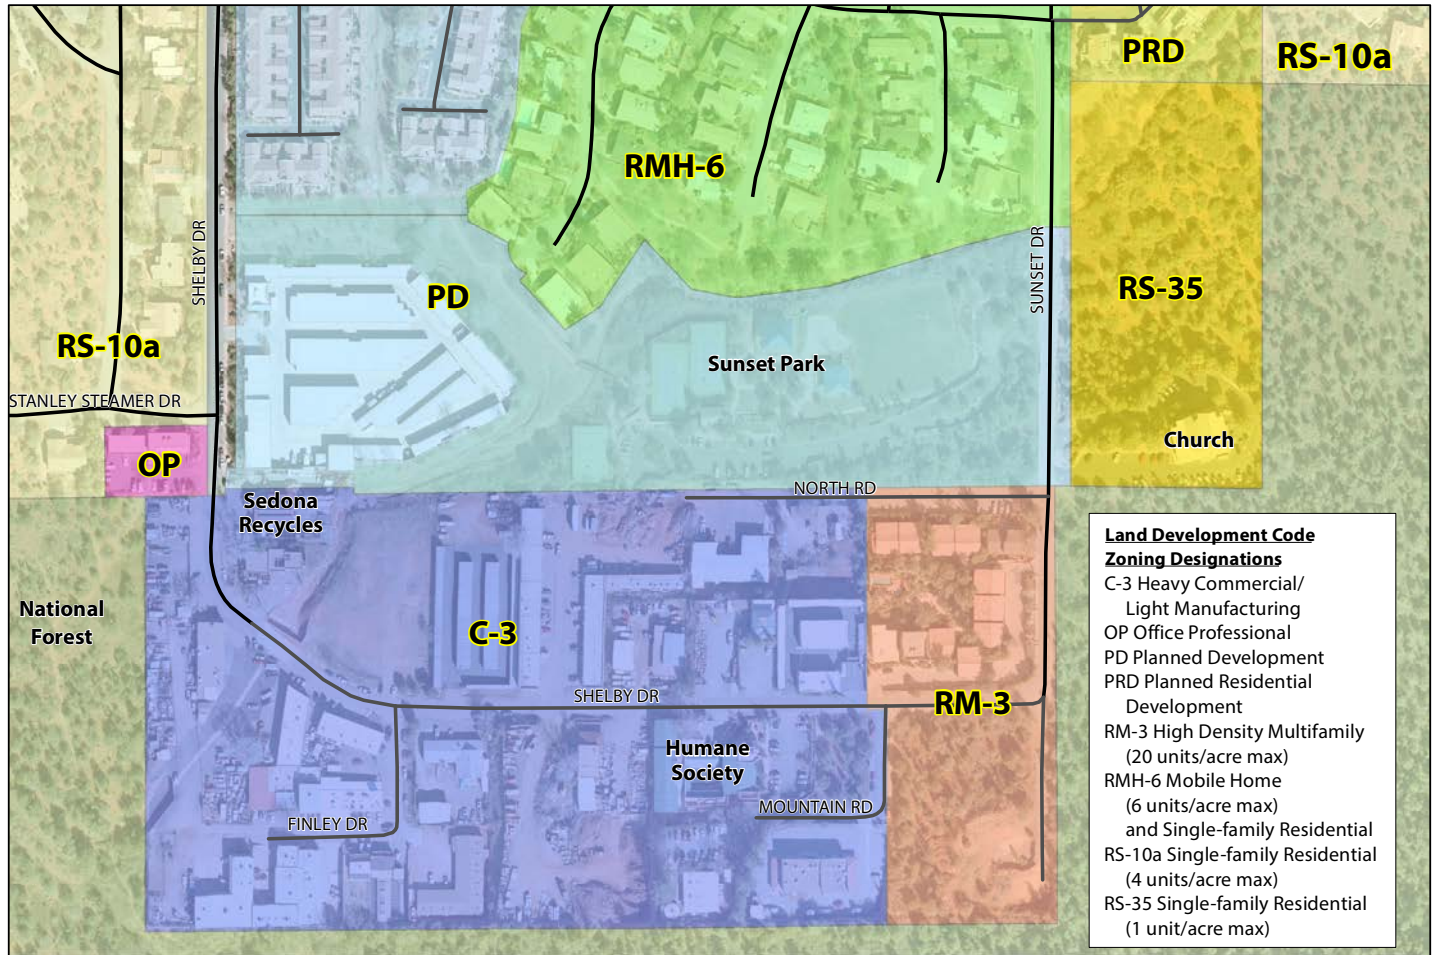 PRD
RS-10a
RMH-6
SHELBY DR
SUNSET DR
PD
RS-35
RS-10a
Sunset Park
STANLEY STEAMER DR
Church
OP
NORTH RD
Sedona
Recycles
National
Forest
C-3
SHELBY DR
RM-3
Humane
Society
MOUNTAIN RD
FINLEY DR
Land Development Code
Zoning Designations
C-3 Heavy Commercial/
Light Manufacturing
OP Office Professional
PD Planned Development
PRD Planned Residential
Development
RM-3 High Density Multifamily
(20 units/acre max)
RMH-6 Mobile Home
(6 units/acre max)
and Single-family Residential
RS-10a Single-family Residential
(4 units/acre max)
RS-35 Single-family Residential
(1 unit/acre max)